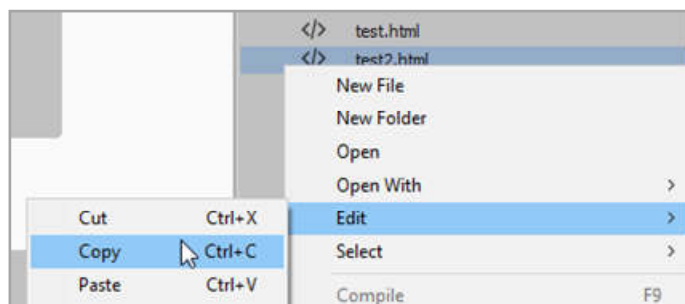 </> test.html
</> test2.html
New File
New Folder
Open
Open With >
Edit >
Select >
Compile F9
Cut Ctrl+X
Copy Ctrl+C
Paste Ctrl+V